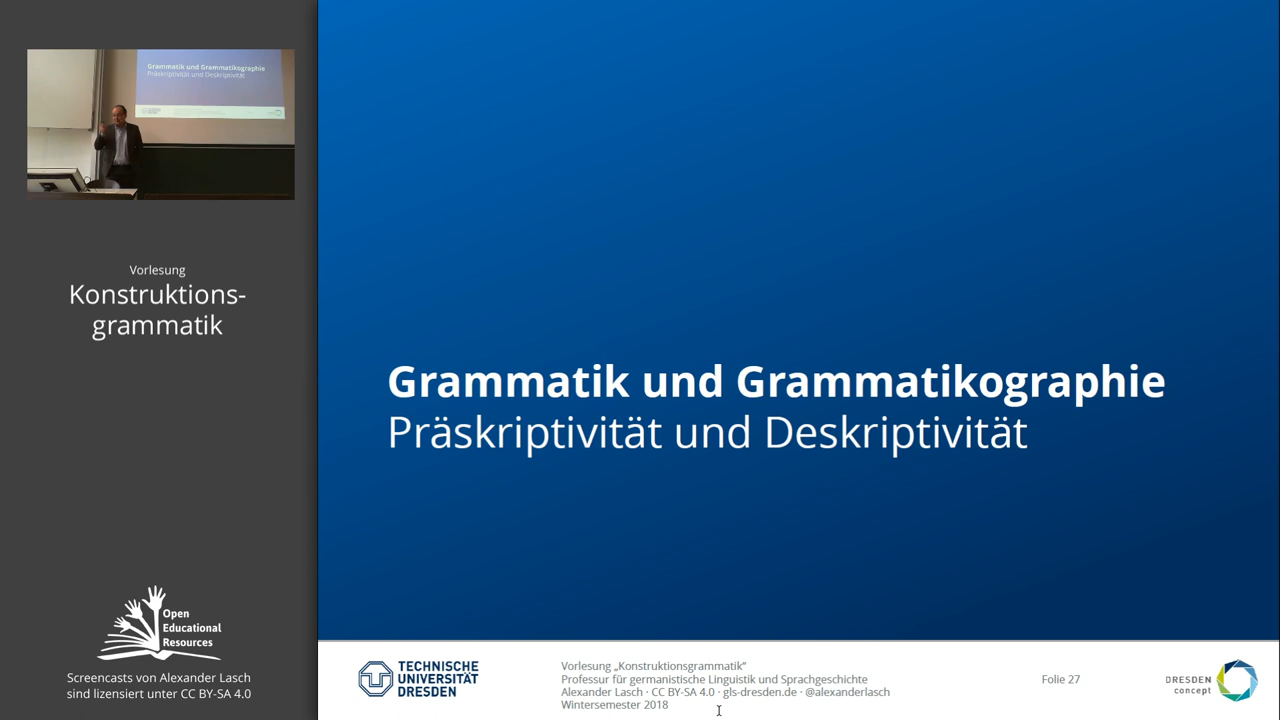 Grammatik und Grammatikographie
Präskriptivität und Deskriptivität
Vorlesung
Konstruktions-
grammatik
Open
Educational
Resources
Screencasts von Alexander Lasch
sind lizensiert unter CC BY-SA 4.0
Grammatik und Grammatikographie
Präskriptivität und Deskriptivität
TECHNISCHE
UNIVERSITÄT
DRESDEN
Vorlesung „Konstruktionsgrammatik“
Professur für germanistische Linguistik und Sprachgeschichte
Alexander Lasch · CC BY-SA 4.0 · gls-dresden.de · @alexanderlasch
Wintersemester 2018
Folie 27
DRESDEN
concept